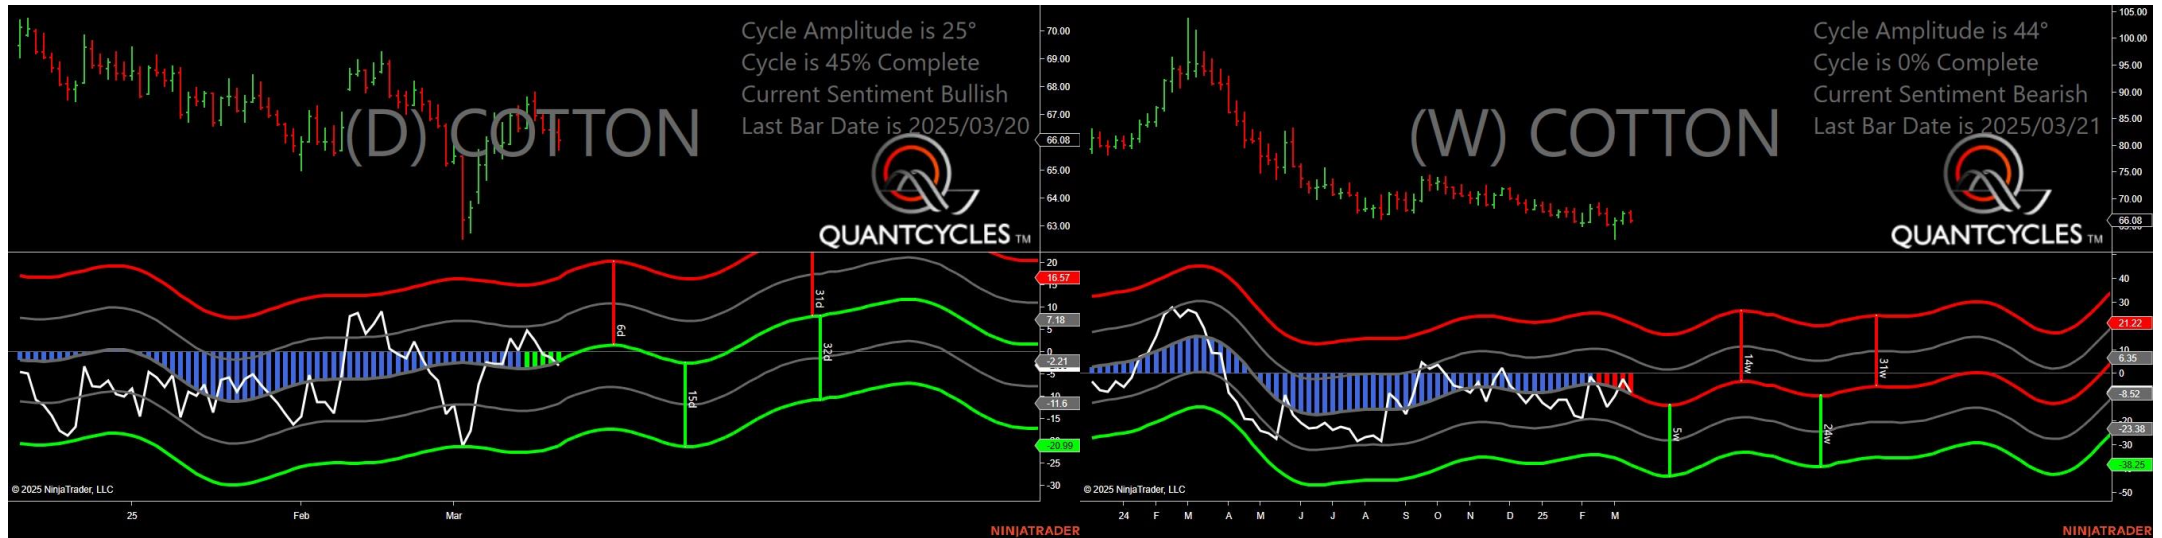 Cycle Amplitude is 25°
Cycle is 45% Complete
Current Sentiment Bullish
Last Bar Date is 2025/03/20
(D) COTTON
QUANTCYCLES TM
70.00
69.00
68.00
67.00
66.08
65.00
64.00
63.00
20
16.57
10
7.18
5
0
-2.21
-5
-11.6
-15
-20.99
-25
-30
6d
15d
31d
32d
© 2025 NinjaTrader, LLC
25 Feb Mar
NINJATRADER
Cycle Amplitude is 44°
Cycle is 0% Complete
Current Sentiment Bearish
Last Bar Date is 2025/03/21
(W) COTTON
QUANTCYCLES TM
105.00
100.00
95.00
90.00
85.00
80.00
75.00
70.00
66.08
40
30
21.22
10
6.35
0
-8.52
-20
-23.38
-30
-38.25
-50
5w
14w
24w
31w
© 2025 NinjaTrader, LLC
24 F M A M J J A S O N D 25 F M
NINJATRADER